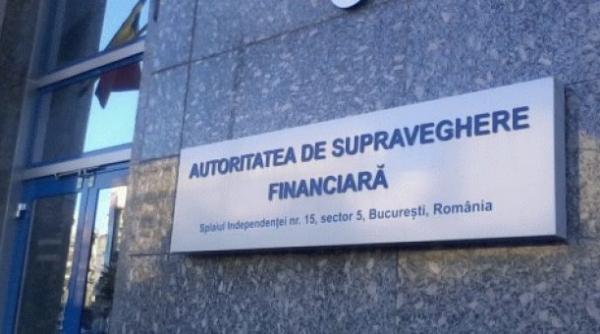 AUTORITATEA DE SUPRAVEGHERE
FINANCIARĂ
Splaiul Independenței nr. 15, sector 5, București, România